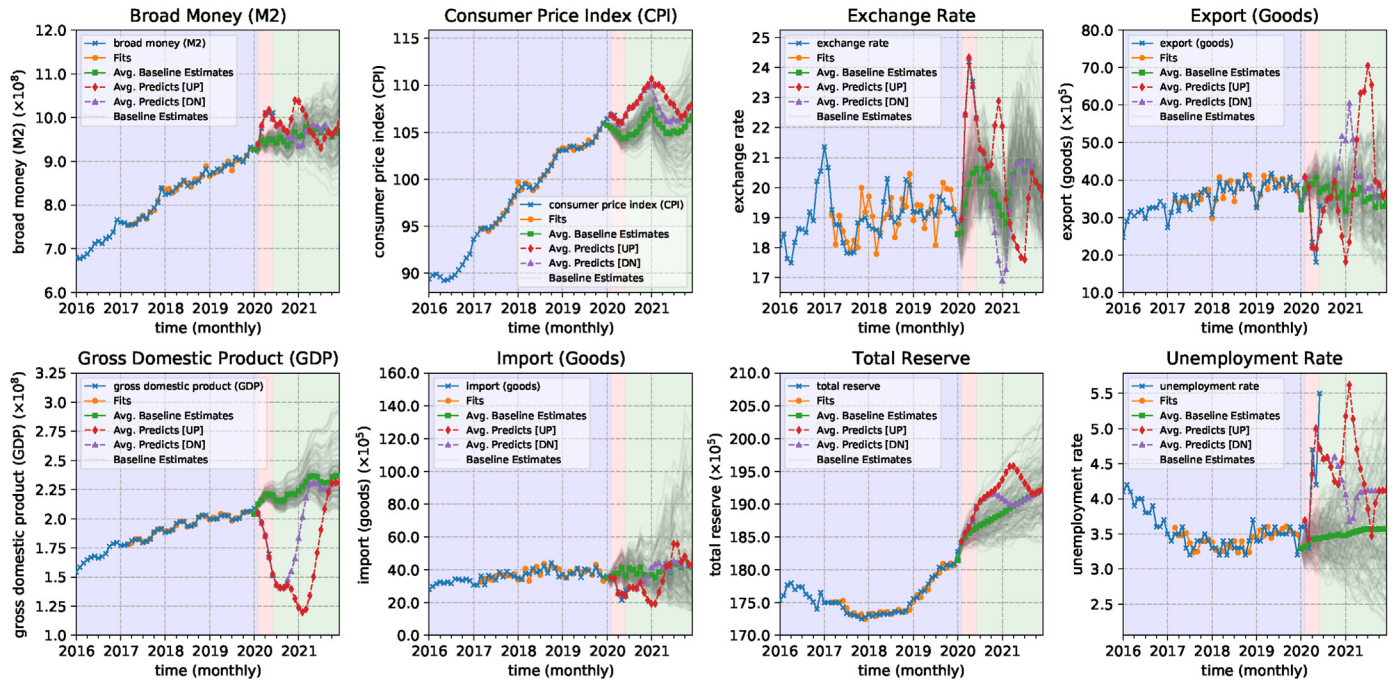 Broad Money (M2)
12.0
11.0
10.0
9.0
8.0
7.0
6.0
broad money (M2) (×10⁸)
broad money (M2)
Fits
Avg. Baseline Estimates
Avg. Predicts [UP]
Avg. Predicts [DN]
Baseline Estimates
2016 2017 2018 2019 2020 2021
time (monthly)
Consumer Price Index (CPI)
115
110
105
100
95
90
consumer price index (CPI)
consumer price index (CPI)
Fits
Avg. Baseline Estimates
Avg. Predicts [UP]
Avg. Predicts [DN]
Baseline Estimates
2016 2017 2018 2019 2020 2021
time (monthly)
Exchange Rate
25
24
23
22
21
20
19
18
17
exchange rate
exchange rate
Fits
Avg. Baseline Estimates
Avg. Predicts [UP]
Avg. Predicts [DN]
Baseline Estimates
2016 2017 2018 2019 2020 2021
time (monthly)
Export (Goods)
80.0
70.0
60.0
50.0
40.0
30.0
20.0
10.0
export (goods) (×10⁵)
export (goods)
Fits
Avg. Baseline Estimates
Avg. Predicts [UP]
Avg. Predicts [DN]
Baseline Estimates
2016 2017 2018 2019 2020 2021
time (monthly)
Gross Domestic Product (GDP)
3.25
3.0
2.75
2.5
2.25
2.0
1.75
1.5
1.25
1.0
gross domestic product (GDP) (×10⁸)
gross domestic product (GDP)
Fits
Avg. Baseline Estimates
Avg. Predicts [UP]
Avg. Predicts [DN]
Baseline Estimates
2016 2017 2018 2019 2020 2021
time (monthly)
Import (Goods)
160.0
140.0
120.0
100.0
80.0
60.0
40.0
20.0
0.0
import (goods) (×10⁵)
import (goods)
Fits
Avg. Baseline Estimates
Avg. Predicts [UP]
Avg. Predicts [DN]
Baseline Estimates
2016 2017 2018 2019 2020 2021
time (monthly)
Total Reserve
210.0
205.0
200.0
195.0
190.0
185.0
180.0
175.0
170.0
total reserve (×10⁵)
total reserve
Fits
Avg. Baseline Estimates
Avg. Predicts [UP]
Avg. Predicts [DN]
Baseline Estimates
2016 2017 2018 2019 2020 2021
time (monthly)
Unemployment Rate
5.5
5.0
4.5
4.0
3.5
3.0
2.5
unemployment rate
unemployment rate
Fits
Avg. Baseline Estimates
Avg. Predicts [UP]
Avg. Predicts [DN]
Baseline Estimates
2016 2017 2018 2019 2020 2021
time (monthly)